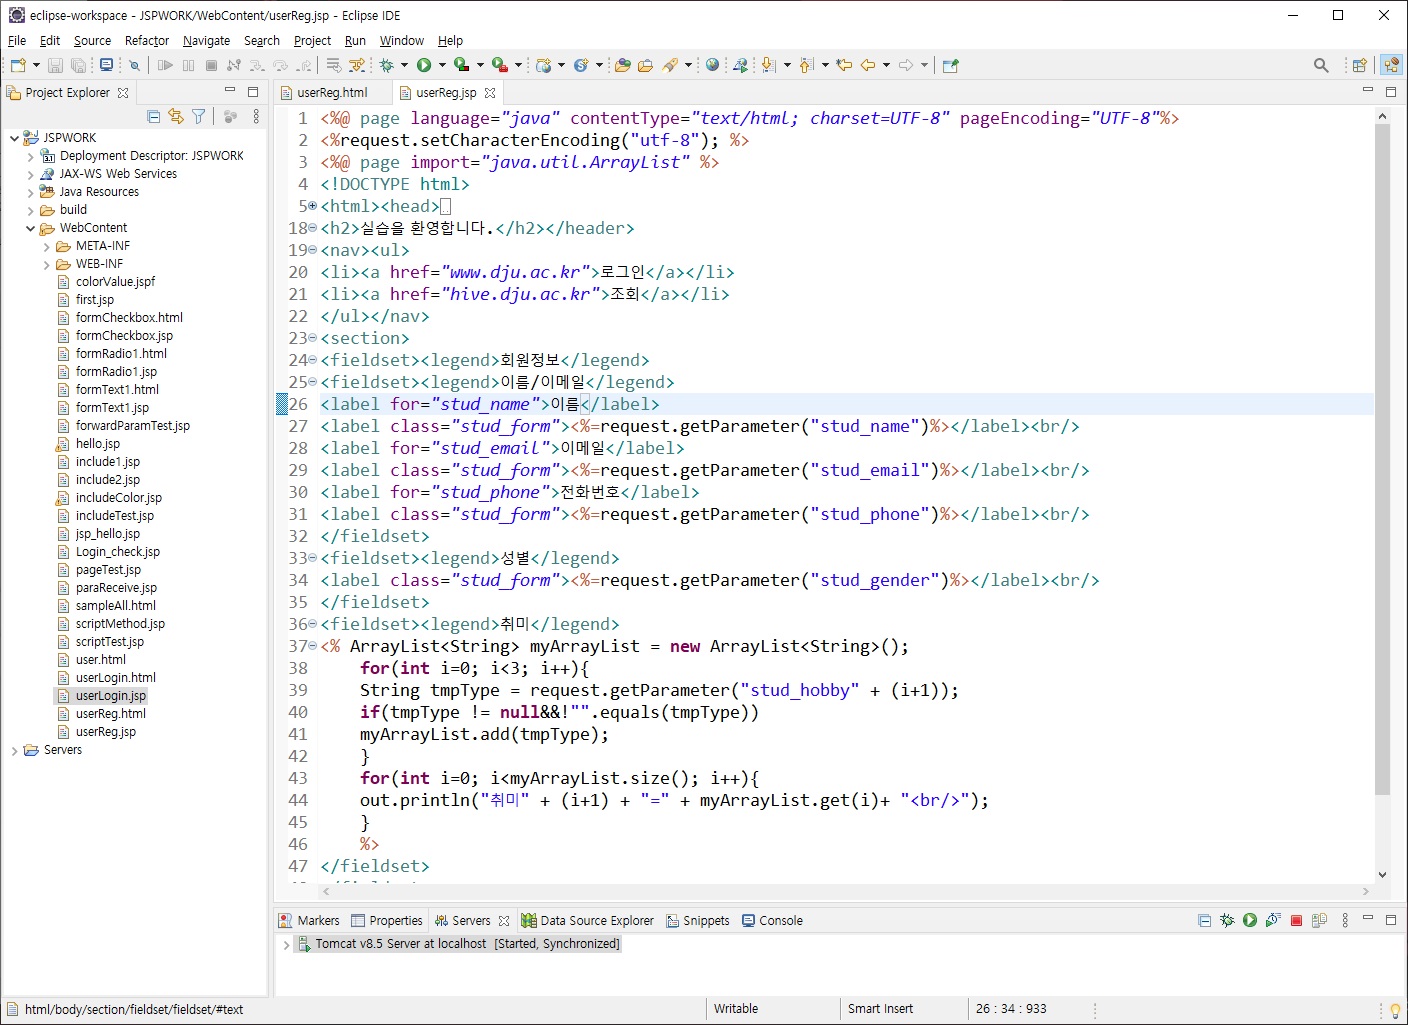 eclipse-workspace - JSPWORK/WebContent/userReg.jsp - Eclipse IDE
File Edit Source Refactor Navigate Search Project Run Window Help
Project Explorer
JSPWORK
Deployment Descriptor: JSPWORK
JAX-WS Web Services
Java Resources
build
WebContent
META-INF
WEB-INF
colorValue.jspf
first.jsp
formCheckbox.html
formCheckbox.jsp
formRadio1.html
formRadio1.jsp
formText1.html
formText1.jsp
forwardParamTest.jsp
hello.jsp
include1.jsp
include2.jsp
includeColor.jsp
includeTest.jsp
jsp_hello.jsp
Login_check.jsp
pageTest.jsp
paraReceive.jsp
sampleAll.html
scriptMethod.jsp
scriptTest.jsp
user.html
userLogin.html
userLogin.jsp
userReg.html
userReg.jsp
Servers
userReg.html userReg.jsp
1 <%@ page language="java" contentType="text/html; charset=UTF-8" pageEncoding="UTF-8"%>
2 <%request.setCharacterEncoding("utf-8"); %>
3 <%@ page import="java.util.ArrayList" %>
4 <!DOCTYPE html>
5 <html><head>
18 <h2>실습을 환영합니다.</h2></header>
19 <nav><ul>
20 <li><a href="www.dju.ac.kr">로그인</a></li>
21 <li><a href="hive.dju.ac.kr">조회</a></li>
22 </ul></nav>
23 <section>
24 <fieldset><legend>회원정보</legend>
25 <fieldset><legend>이름/이메일</legend>
26 <label for="stud_name">이름</label>
27 <label class="stud_form"><%=request.getParameter("stud_name")%></label><br/>
28 <label for="stud_email">이메일</label>
29 <label class="stud_form"><%=request.getParameter("stud_email")%></label><br/>
30 <label for="stud_phone">전화번호</label>
31 <label class="stud_form"><%=request.getParameter("stud_phone")%></label><br/>
32 </fieldset>
33 <fieldset><legend>성별</legend>
34 <label class="stud_form"><%=request.getParameter("stud_gender")%></label><br/>
35 </fieldset>
36 <fieldset><legend>취미</legend>
37 <% ArrayList<String> myArrayList = new ArrayList<String>();
38 for(int i=0; i<3; i++){
39 String tmpType = request.getParameter("stud_hobby" + (i+1));
40 if(tmpType != null&&!"".equals(tmpType))
41 myArrayList.add(tmpType);
42 }
43 for(int i=0; i<myArrayList.size(); i++){
44 out.println("취미" + (i+1) + "=" + myArrayList.get(i)+ "<br/>");
45 }
46 %>
47 </fieldset>
Markers Properties Servers Data Source Explorer Snippets Console
Tomcat v8.5 Server at localhost [Started, Synchronized]
html/body/section/fieldset/fieldset/#text Writable Smart Insert 26 : 34 : 933